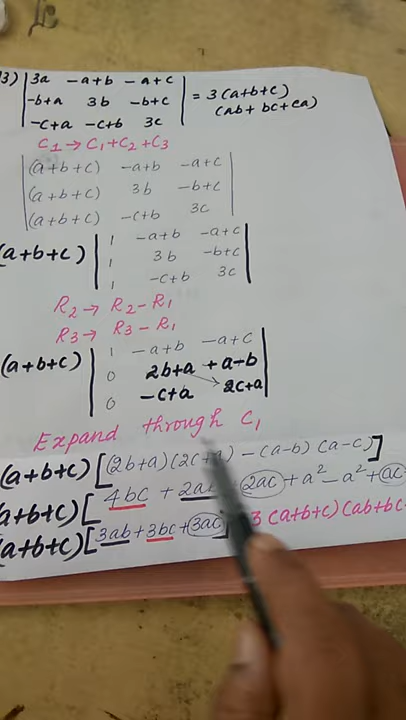 3) | 3a -a+b -a+c |
| -b+a 3b -b+c | = 3(a+b+c)
(ab + bc + ca)
| -c+a -c+b 3c |
C1 → C1+C2+C3
| (a+b+c) -a+b -a+c |
| (a+b+c) 3b -b+c |
| (a+b+c) -c+b 3c |
(a+b+c) | 1 -a+b -a+c |
| 1 3b -b+c |
| 1 -c+b 3c |
R2 → R2-R1
R3 → R3-R1
(a+b+c) | 1 -a+b -a+c |
| 0 2b+a +a-b |
| 0 -c+a 2c+a |
Expand through C1
(a+b+c) [(2b+a)(2c+a) - (a-b)(a-c)]
(a+b+c) [4bc + 2ab 2ac + a² - a² + ac
(a+b+c) [3ab + 3bc + 3ac] 3 (a+b+c)(ab+bc